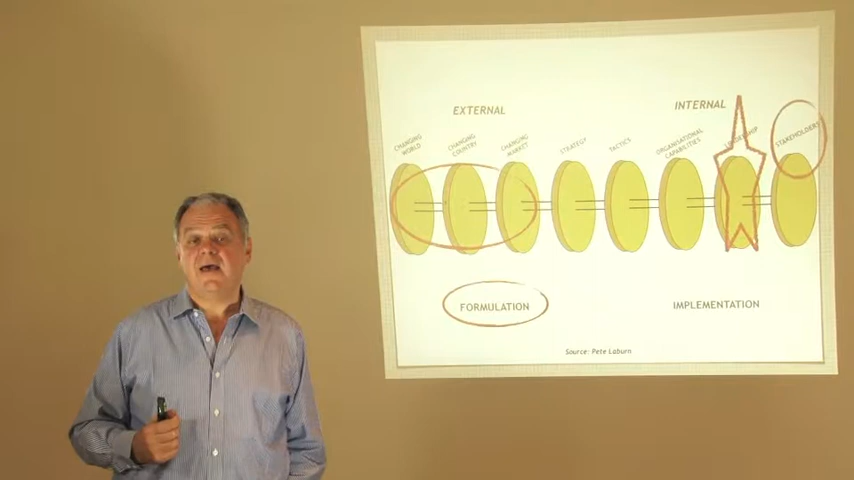 EXTERNAL
INTERNAL
CHANGING
WORLD
CHANGING
COUNTRY
CHANGING
MARKET
STRATEGY
TACTICS
ORGANISATIONAL
CAPABILITIES
STAKEHOLDERS
FORMULATION
IMPLEMENTATION
Source: Pete Laburn